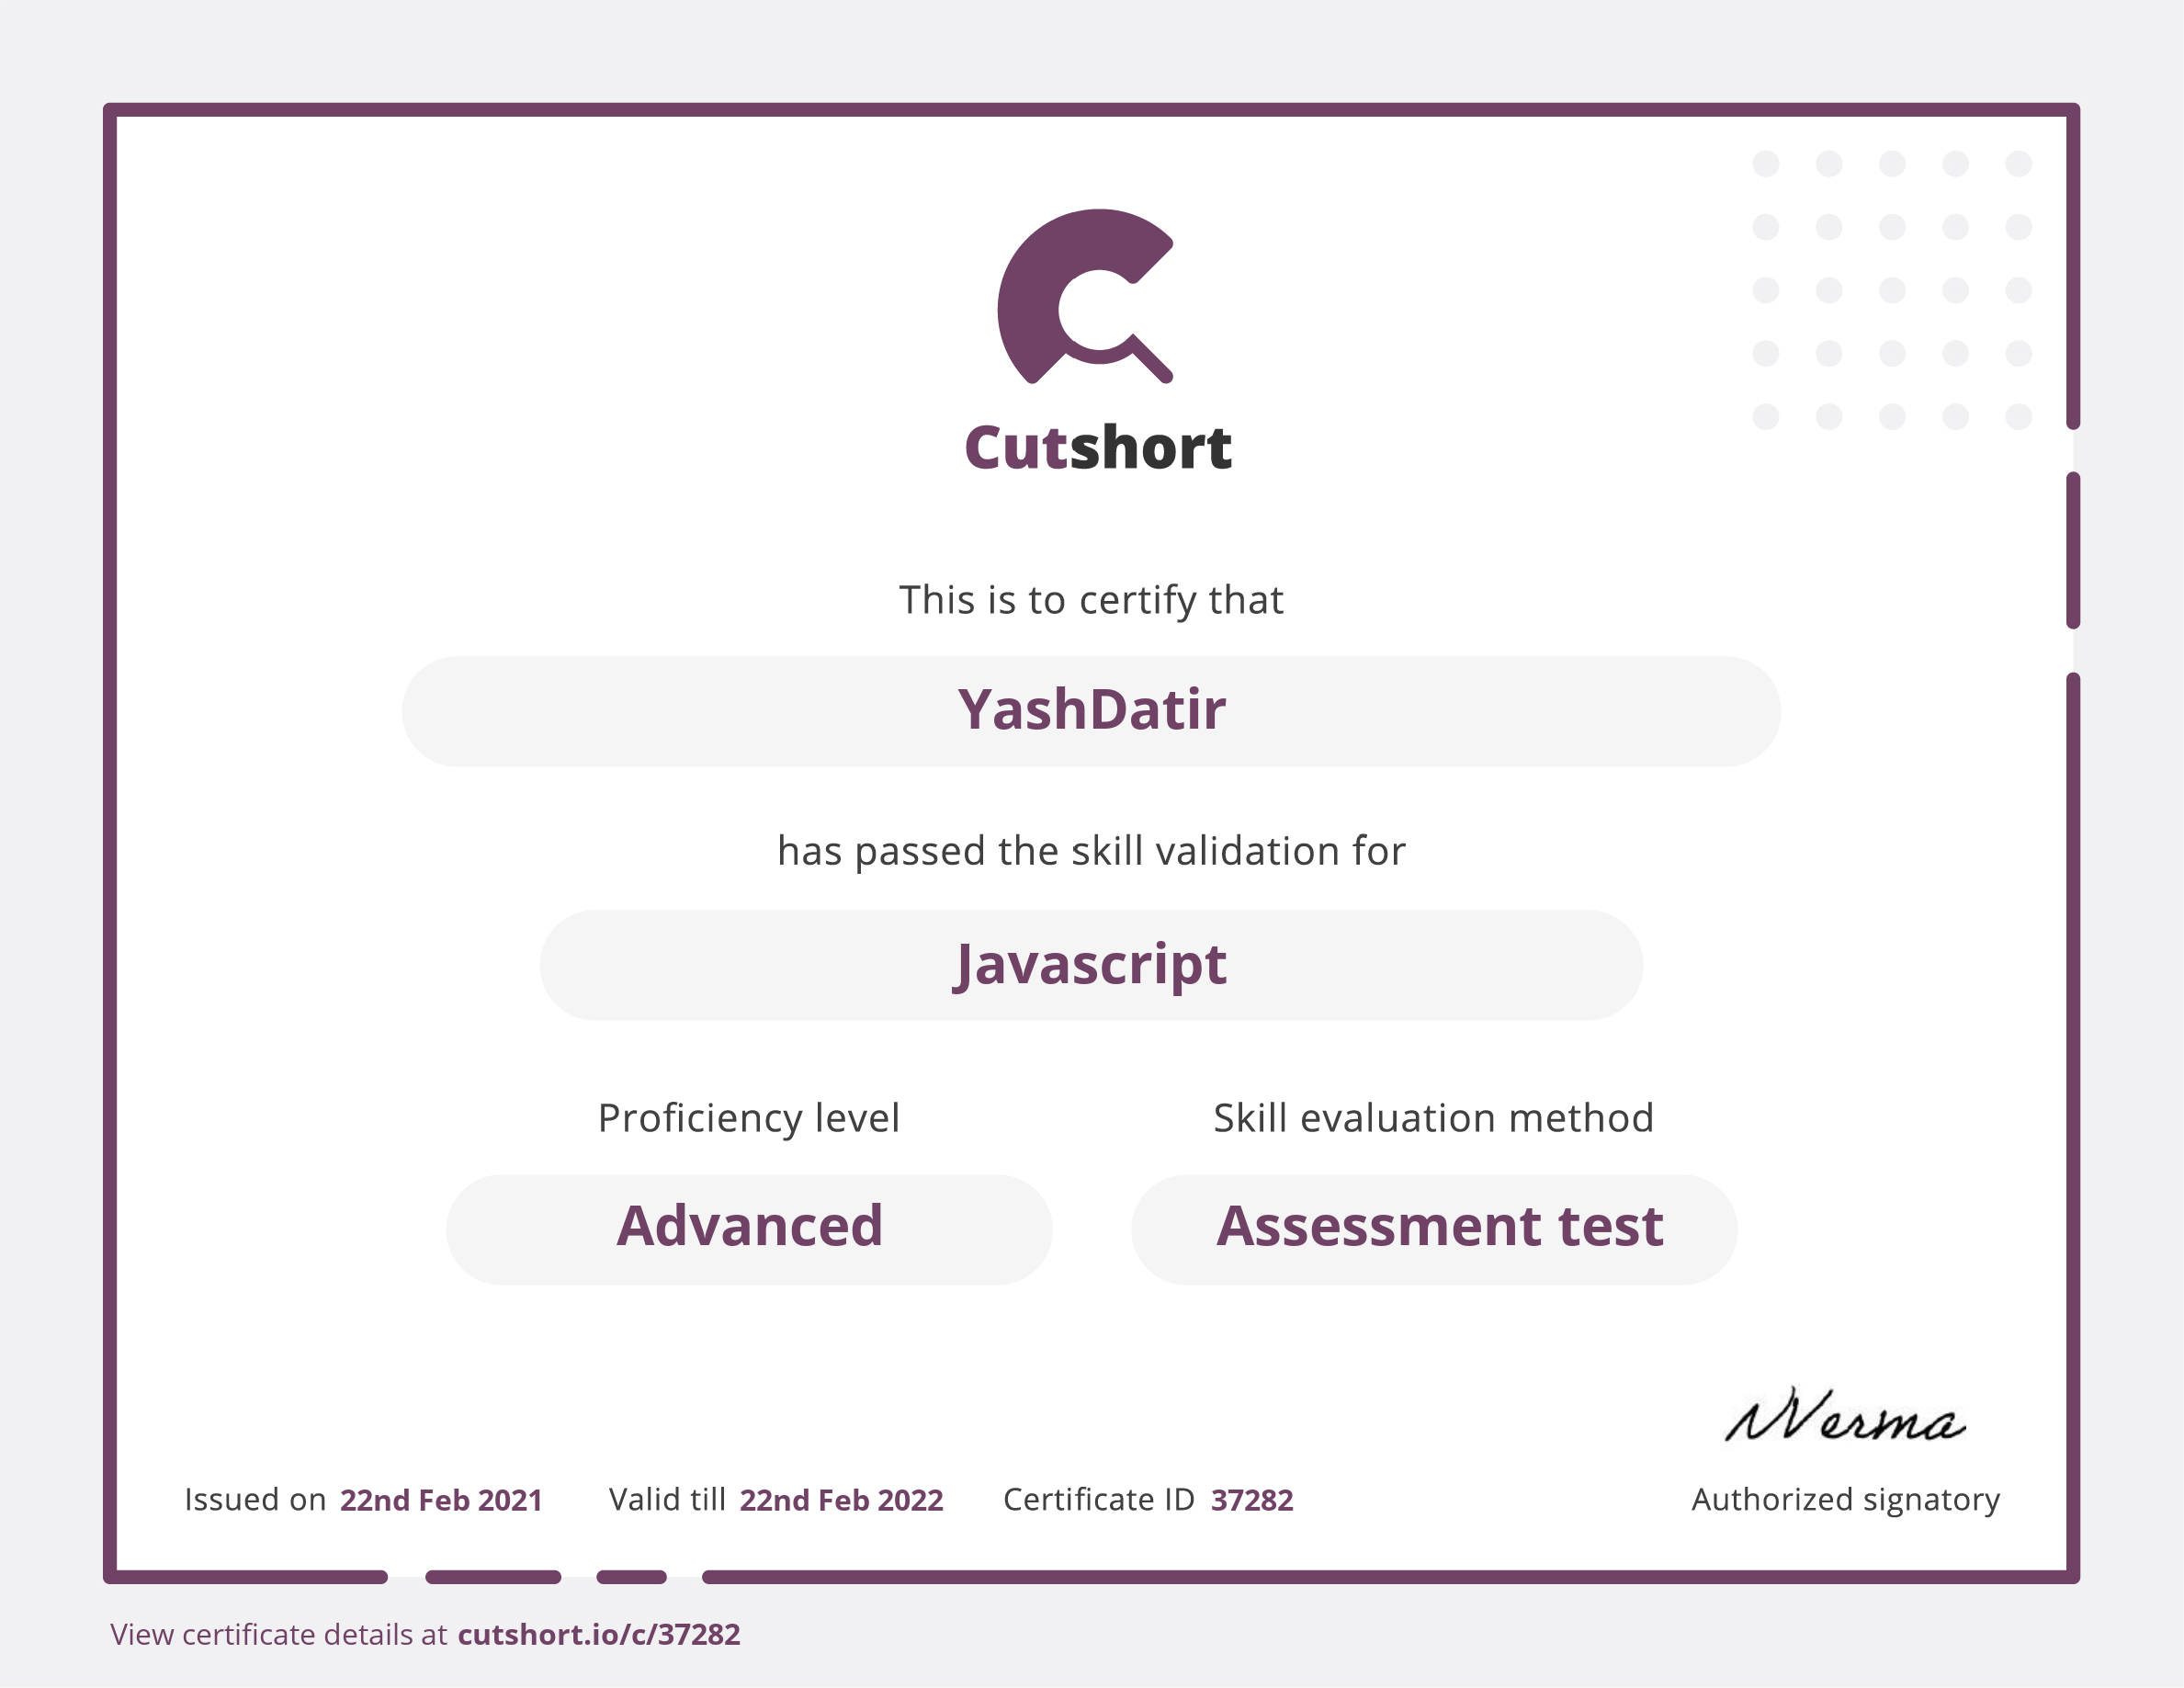 Cutshort
This is to certify that
YashDatir
has passed the skill validation for
Javascript
Proficiency level
Skill evaluation method
Advanced
Assessment test
Verma
Issued on 22nd Feb 2021
Valid till 22nd Feb 2022
Certificate ID 37282
Authorized signatory
View certificate details at cutshort.io/c/37282